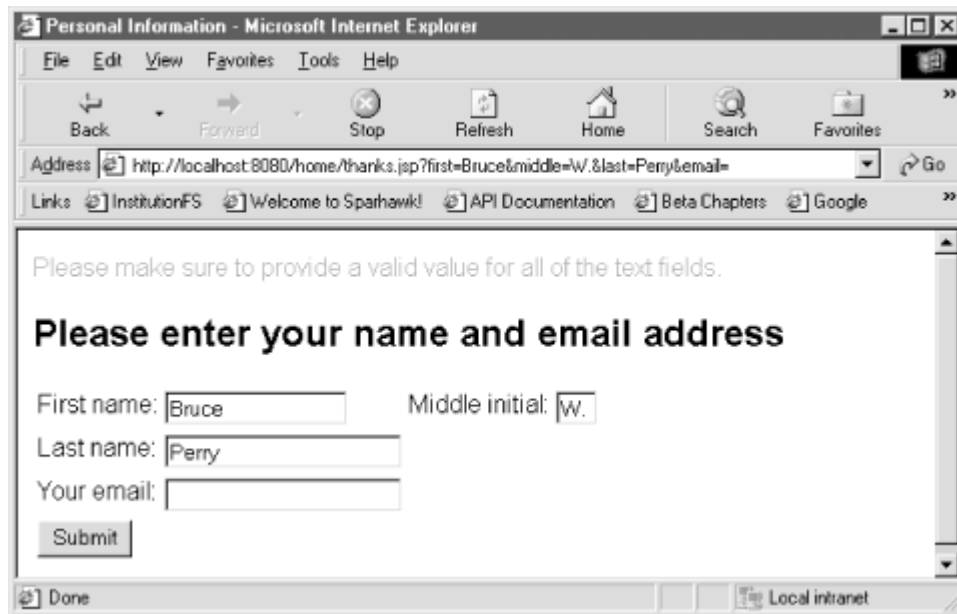 Personal Information - Microsoft Internet Explorer
File Edit View Favorites Tools Help
Back Forward Stop Refresh Home Search Favorites »
Address http://localhost:8080/home/thanks.jsp?first=Bruce&middle=W.&last=Perry&email= Go
Links InstitutionFS Welcome to Sparhawk! API Documentation Beta Chapters Google »
Please make sure to provide a valid value for all of the text fields.
Please enter your name and email address
First name: Bruce Middle initial: W.
Last name: Perry
Your email:
Submit
Done Local intranet